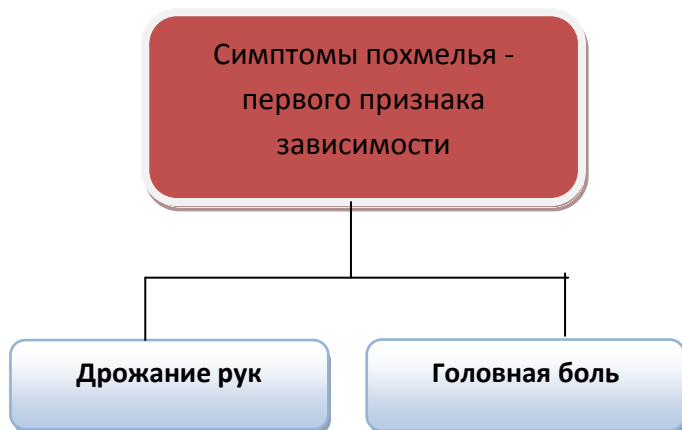 Симптомы похмелья -
первого признака
зависимости
Дрожание рук
Головная боль